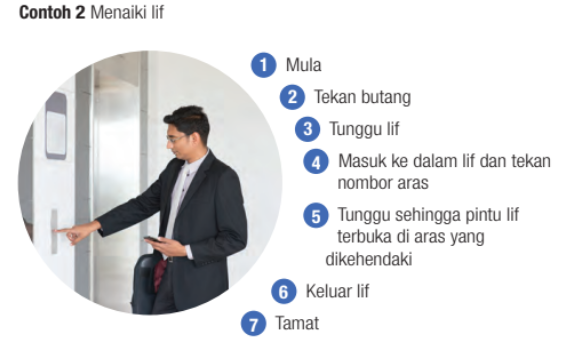 Contoh 2 Menaiki lif
1 Mula
2 Tekan butang
3 Tunggu lif
4 Masuk ke dalam lif dan tekan
nombor aras
5 Tunggu sehingga pintu lif
terbuka di aras yang
dikehendaki
6 Keluar lif
7 Tamat